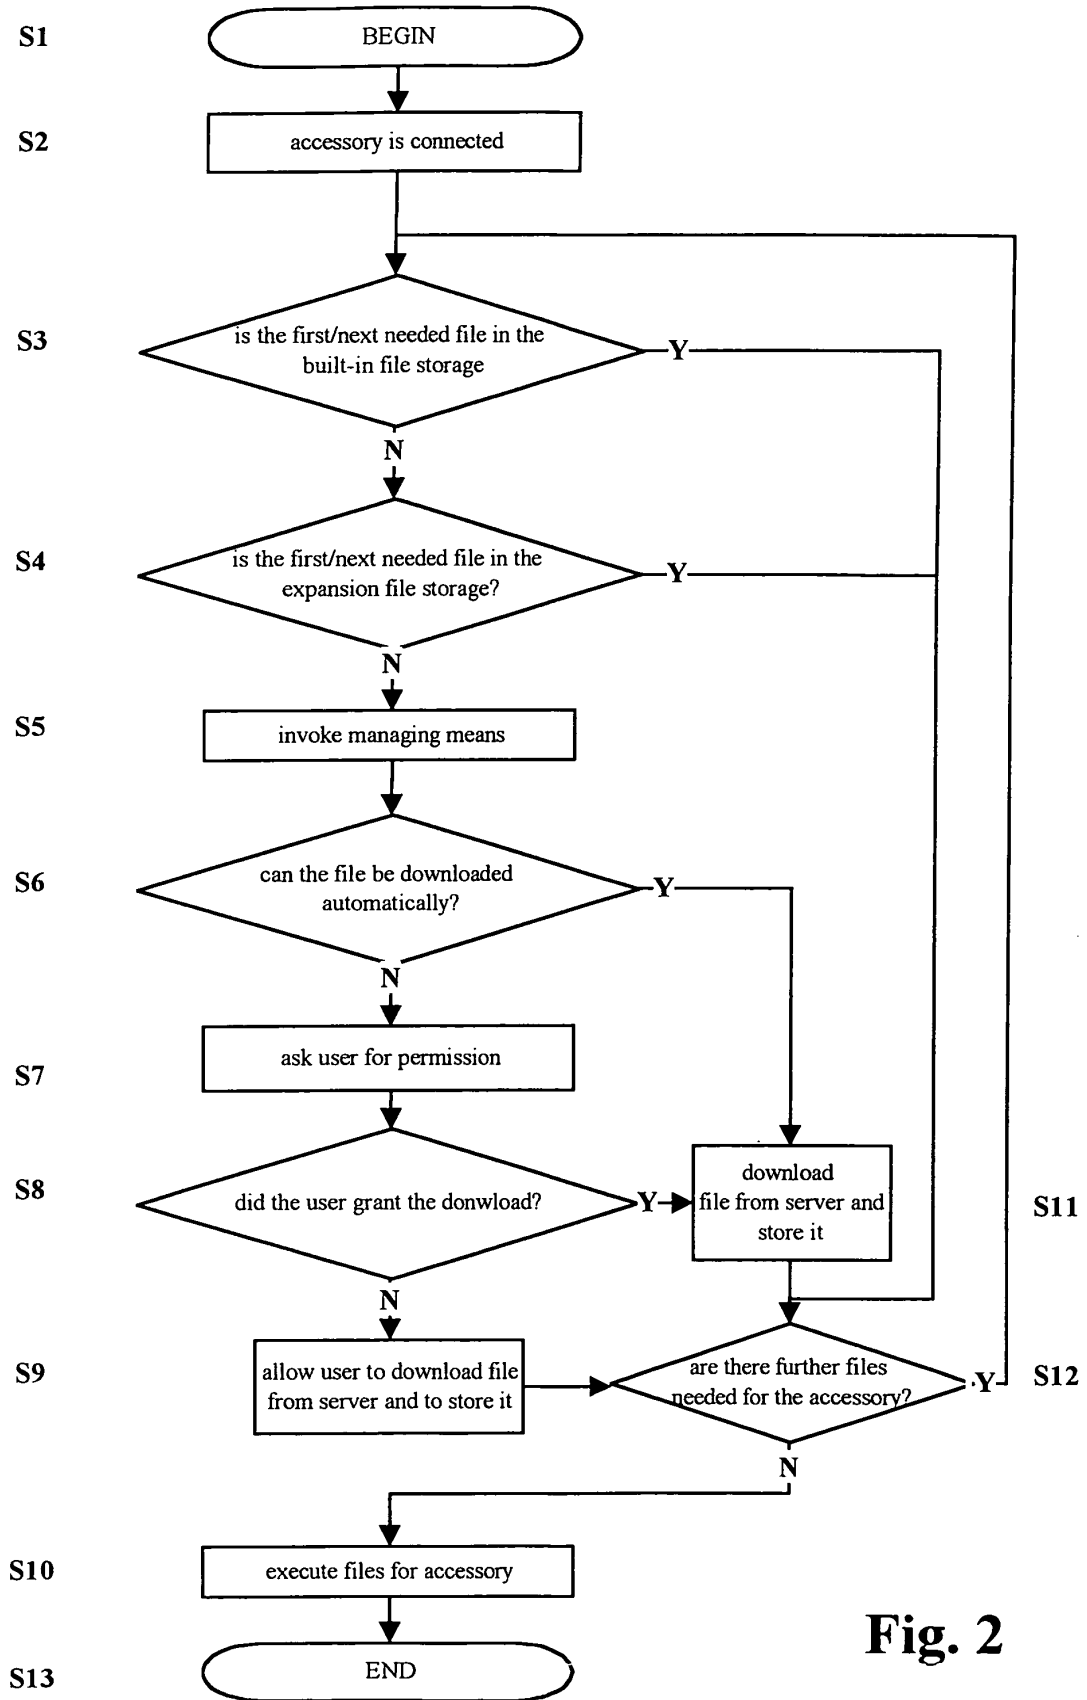 S1
BEGIN
S2
accessory is connected
S3
is the first/next needed file in the
built-in file storage
Y
N
S4
is the first/next needed file in the
expansion file storage?
Y
N
S5
invoke managing means
S6
can the file be downloaded
automatically?
Y
N
S7
ask user for permission
S8
did the user grant the donwload?
Y
download
file from server and
store it
S11
N
S9
allow user to download file
from server and to store it
are there further files
needed for the accessory?
Y
S12
N
S10
execute files for accessory
Fig. 2
S13
END